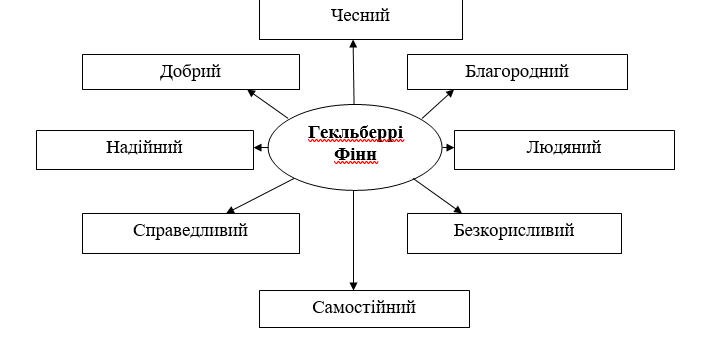 Чесний
Добрий
Благородний
Гекльберрі
Фінн
Надійний
Людяний
Справедливий
Безкорисливий
Самостійний